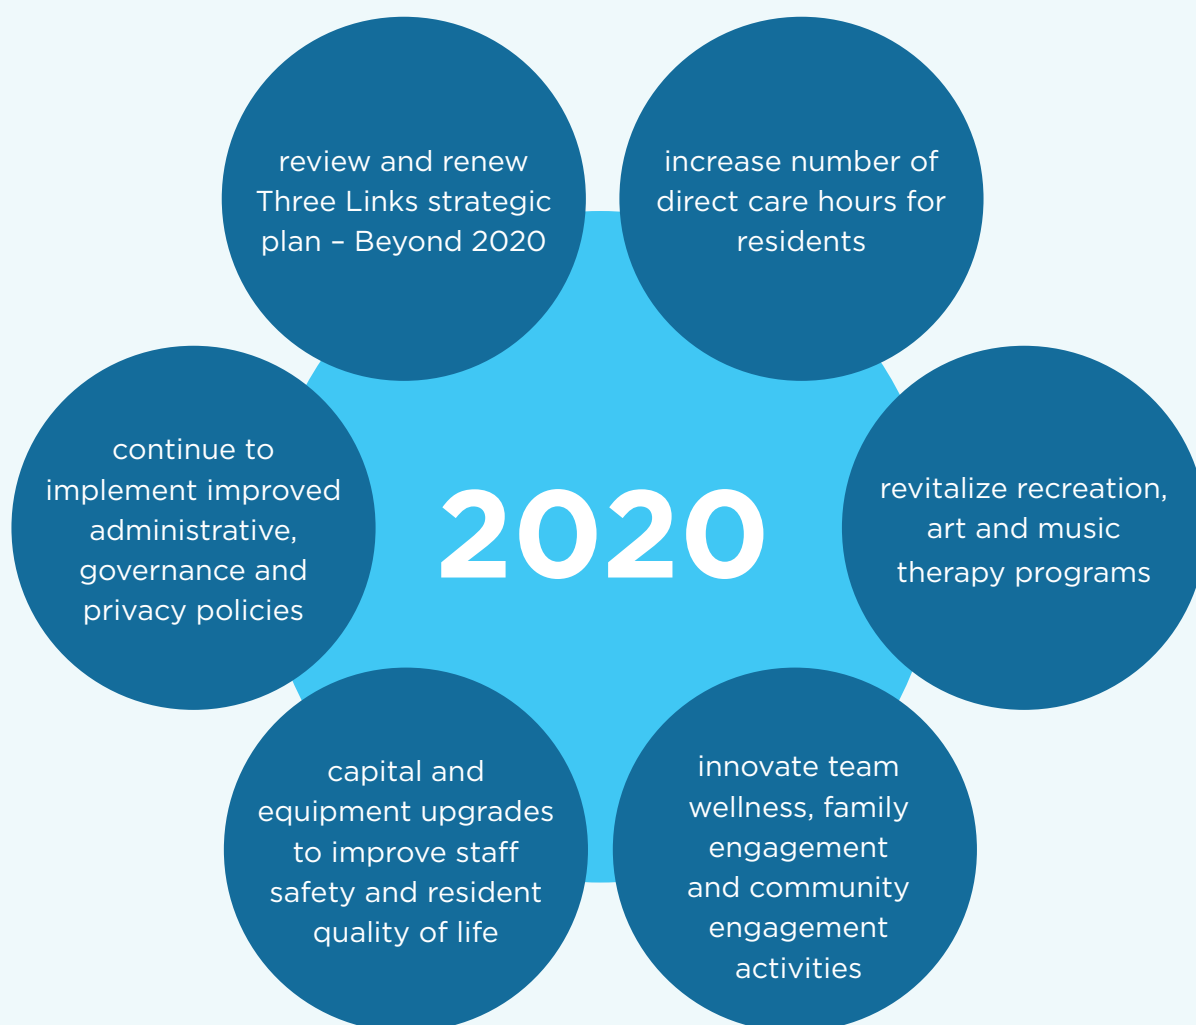 review and renew
Three Links strategic
plan – Beyond 2020
increase number of
direct care hours for
residents
continue to
implement improved
administrative,
governance and
privacy policies
2020
revitalize recreation,
art and music
therapy programs
capital and
equipment upgrades
to improve staff
safety and resident
quality of life
innovate team
wellness, family
engagement
and community
engagement
activities